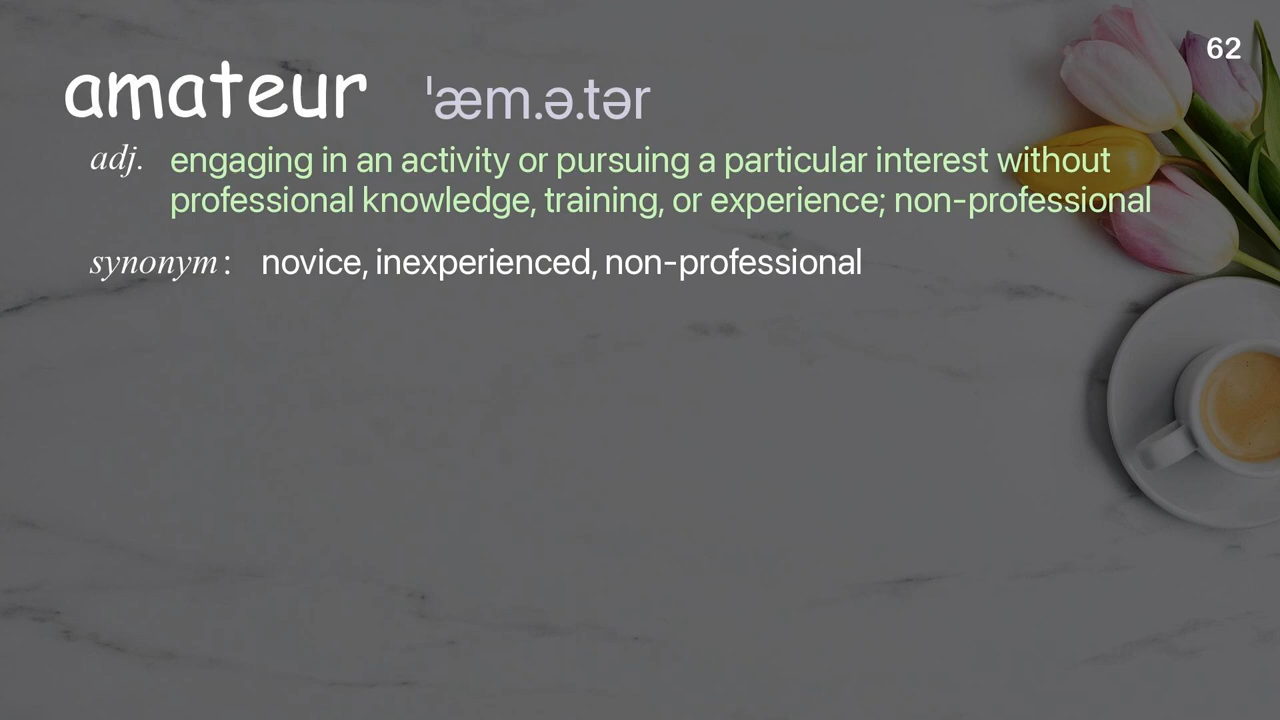 62
amateur ˈæm.ə.tər
adj. engaging in an activity or pursuing a particular interest without
professional knowledge, training, or experience; non-professional
synonym: novice, inexperienced, non-professional